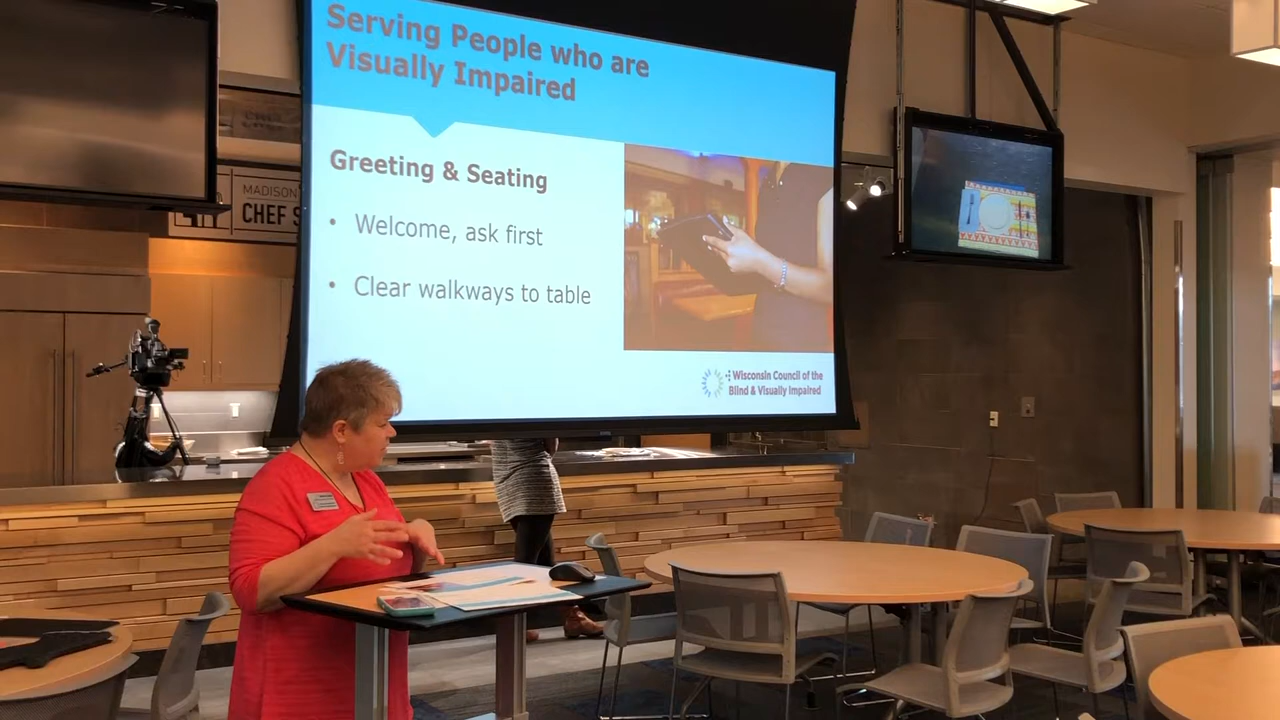 Serving People who are
Visually Impaired
Greeting & Seating
• Welcome, ask first
• Clear walkways to table
Wisconsin Council of the
Blind & Visually Impaired
MADISON
CHEF S